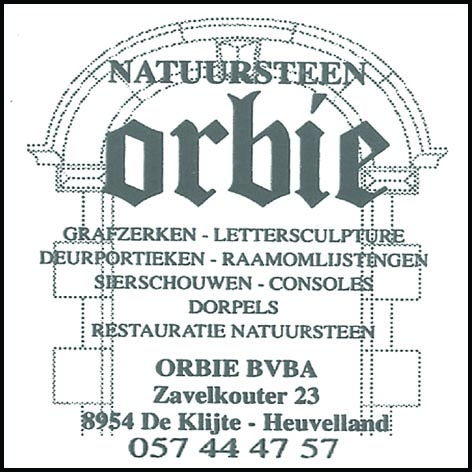 NATUURSTEEN
orbie
GRAFZERKEN - LETTERSCULPTURE
DEURPORTIEKEN - RAAMOMLIJSTINGEN
SIERSCHOUWEN - CONSOLES
DORPELS
RESTAURATIE NATUURSTEEN
ORBIE BVBA
Zavelkouter 23
8954 De Klijte - Heuvelland
057 44 47 57